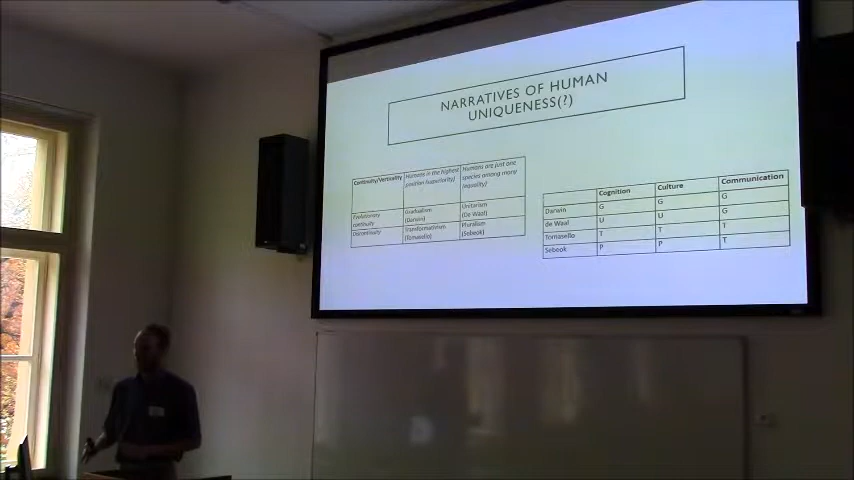 NARRATIVES OF HUMAN
UNIQUENESS(?)
Continuity/Verticality Humans in the highest position (superiority) Humans are just one species among more (equality)
Evolutionary continuity Gradualism (Darwin) Unitarism (De Waal)
Discontinuity Transformativism (Tomasello) Pluralism (Sebeok)
Cognition Culture Communication
Darwin G G G
de Waal U U G
Tomasello T T T
Sebeok P P T